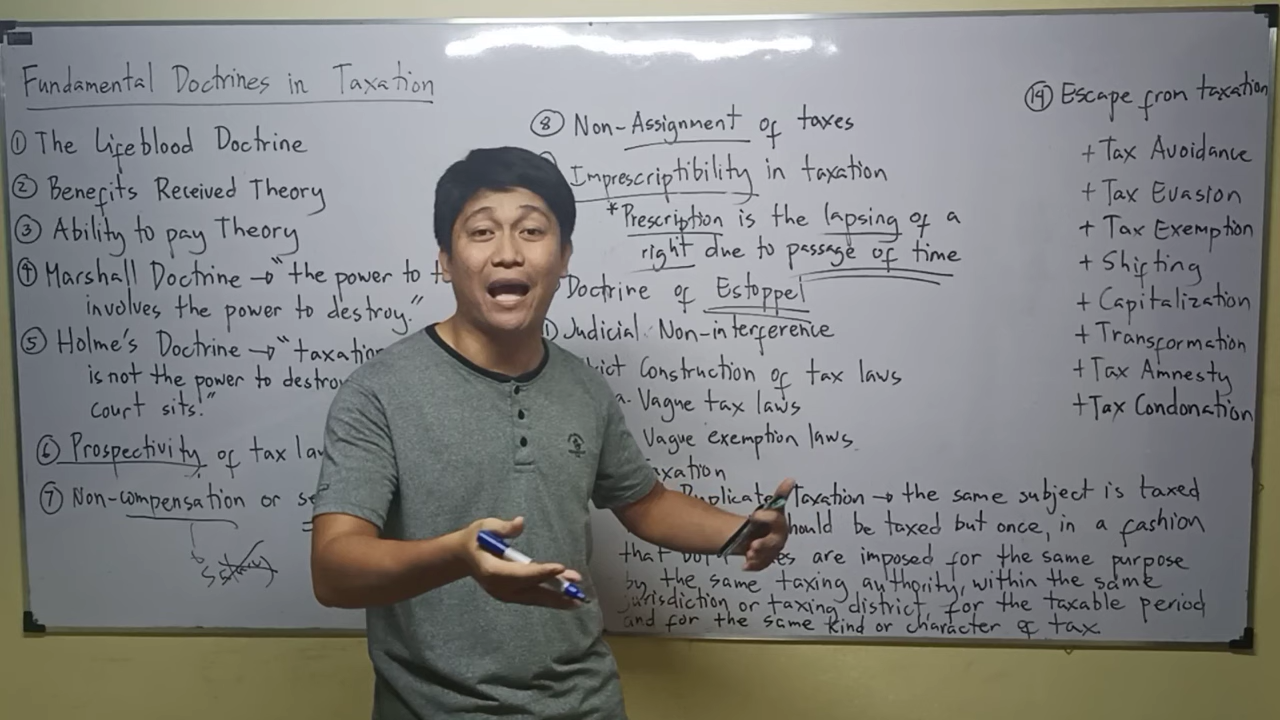 Fundamental Doctrines in Taxation
① The Lifeblood Doctrine
② Benefits Received Theory
③ Ability to pay Theory
④ Marshall Doctrine → "the power to
involves the power to destroy."
⑤ Holme's Doctrine → "taxation
is not the power to destro
court sits."
⑥ Prospectivity of tax la
⑦ Non-compensation or
⑧ Non-Assignment of taxes
Imprescriptibility in taxation
*Prescription is the lapsing of a
right due to passage of time
Doctrine of Estoppel
Judicial Non-interference
Construction of tax laws
a. Vague tax laws
Vague exemption laws
axation
Duplicate Taxation → the same subject is taxed
hould be taxed but once, in a fashion
that are imposed for the same purpose
by the same taxing authority, within the same
jurisdiction or taxing district, for the taxable period
and for the same kind or character of tax.
⑭ Escape from taxation
+ Tax Avoidance
+ Tax Evasion
+ Tax Exemption
+ Shifting
+ Capitalization
+ Transformation
+ Tax Amnesty
+ Tax Condonation